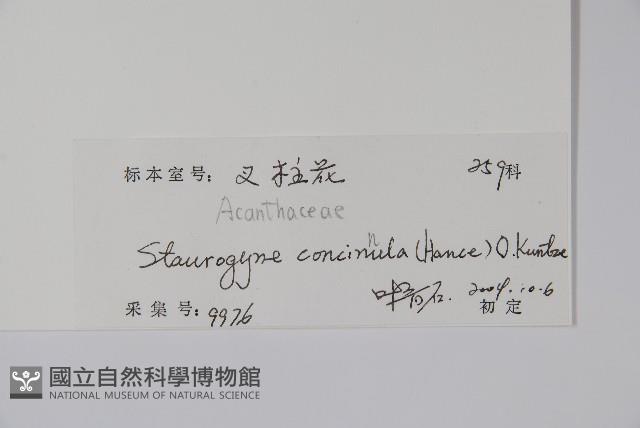 标本室号: 叉柱花 259科
Acanthaceae
Staurogyne concinnula (Hance) O. Kuntze
2004.10.6
采集号: 9976 初定
國立自然科學博物館
NATIONAL MUSEUM OF NATURAL SCIENCE